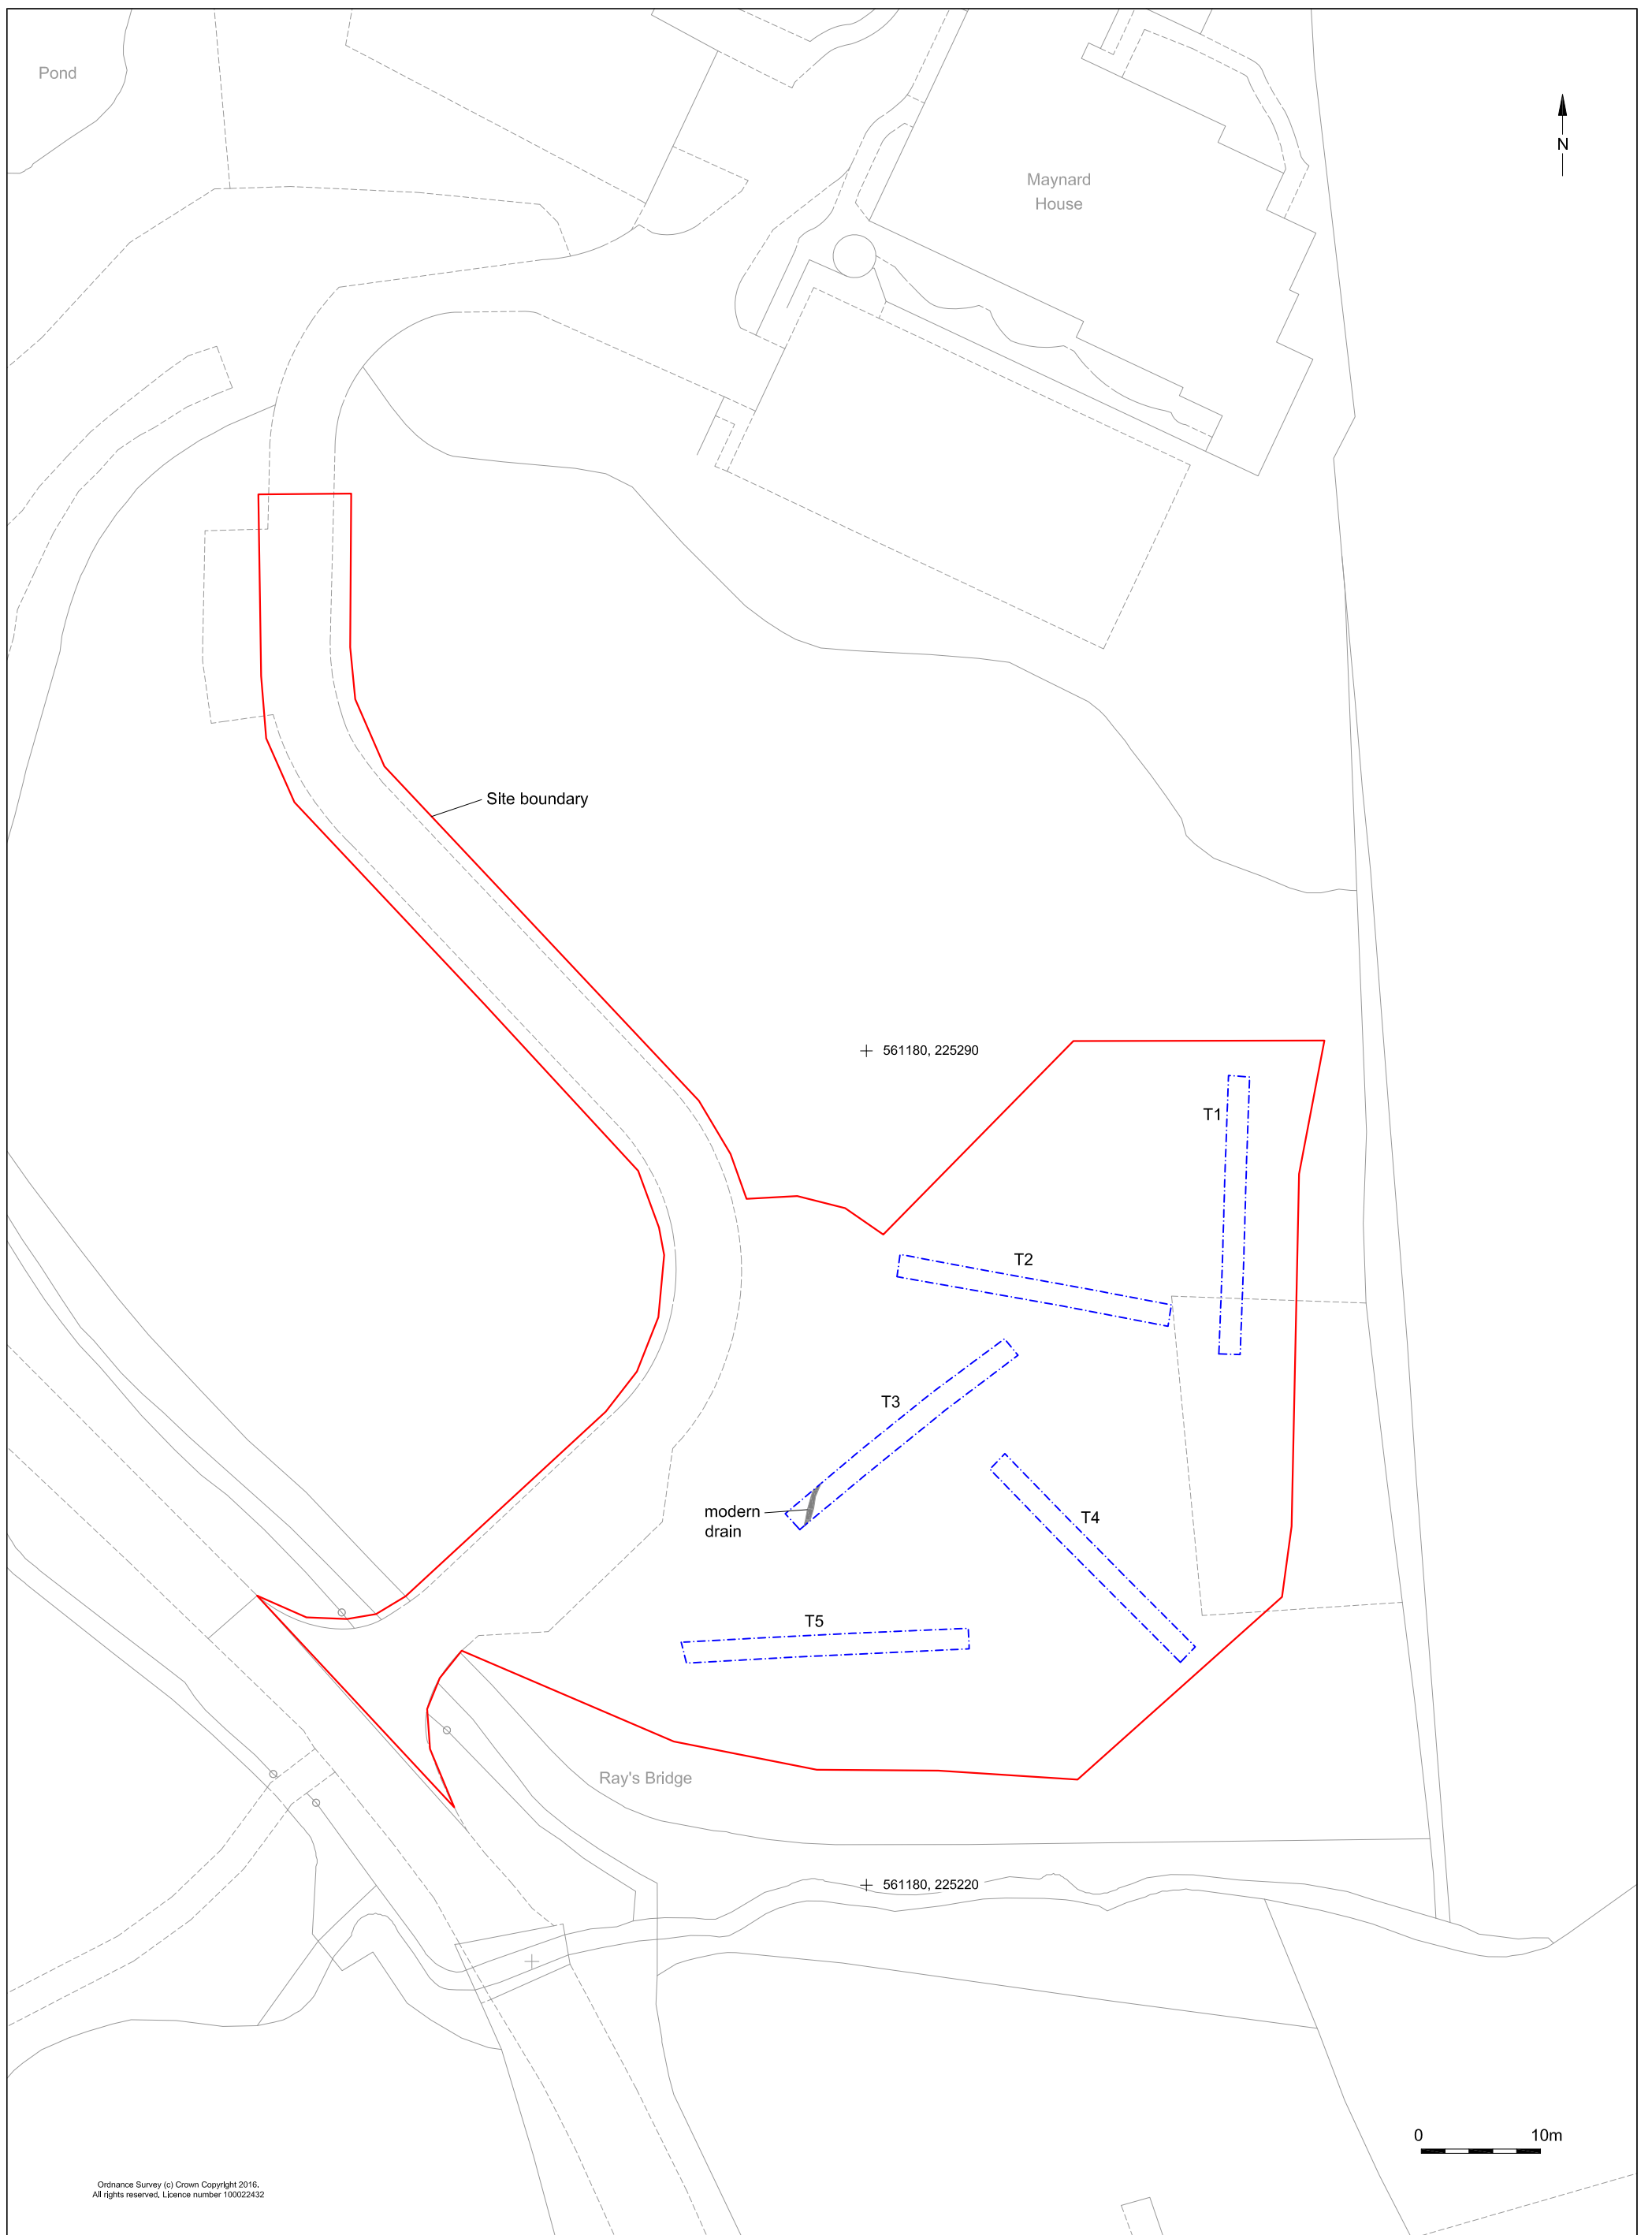 Pond
N
Maynard
House
Site boundary
561180, 225290
T1
T2
T3
modern
drain
T4
T5
Ray's Bridge
561180, 225220
0 10m
Ordnance Survey (c) Crown Copyright 2016.
All rights reserved. Licence number 100022432